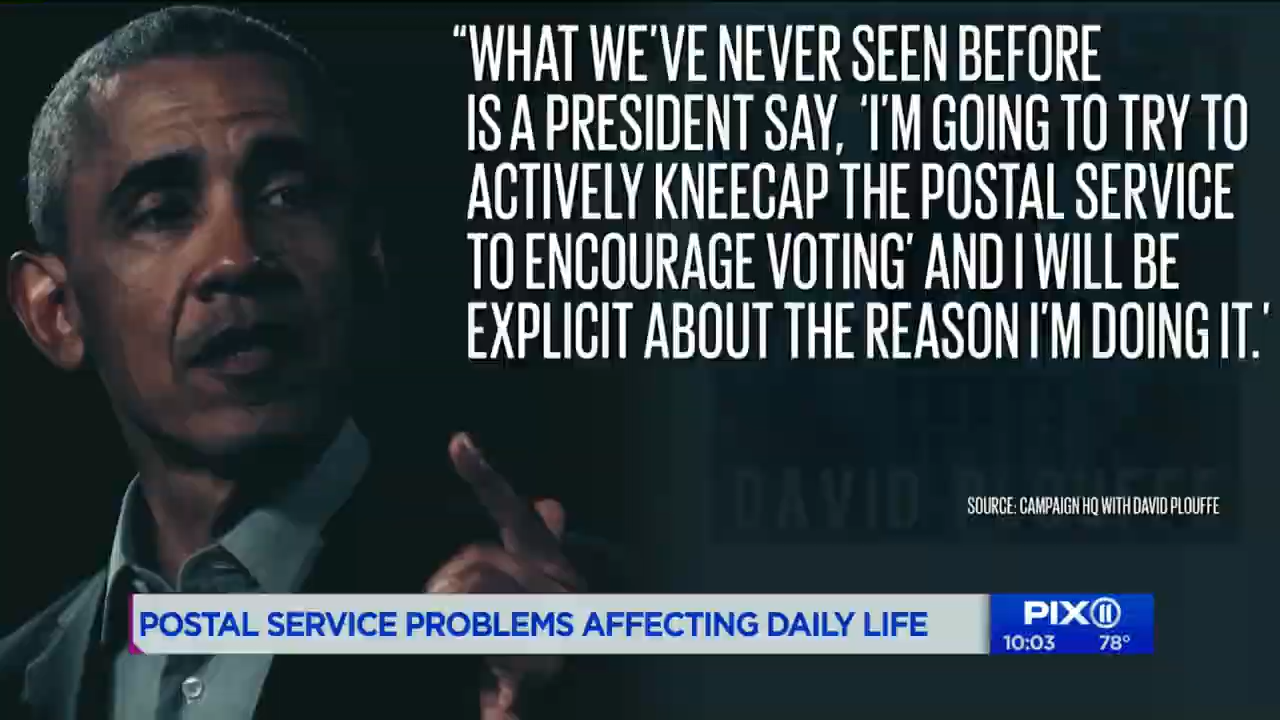 “WHAT WE'VE NEVER SEEN BEFORE
IS A PRESIDENT SAY, 'I'M GOING TO TRY TO
ACTIVELY KNEECAP THE POSTAL SERVICE
TO ENCOURAGE VOTING' AND I WILL BE
EXPLICIT ABOUT THE REASON I'M DOING IT.'
DAVID PLOUFFE
SOURCE: CAMPAIGN HQ WITH DAVID PLOUFFE
POSTAL SERVICE PROBLEMS AFFECTING DAILY LIFE
PIX11
10:03 78°